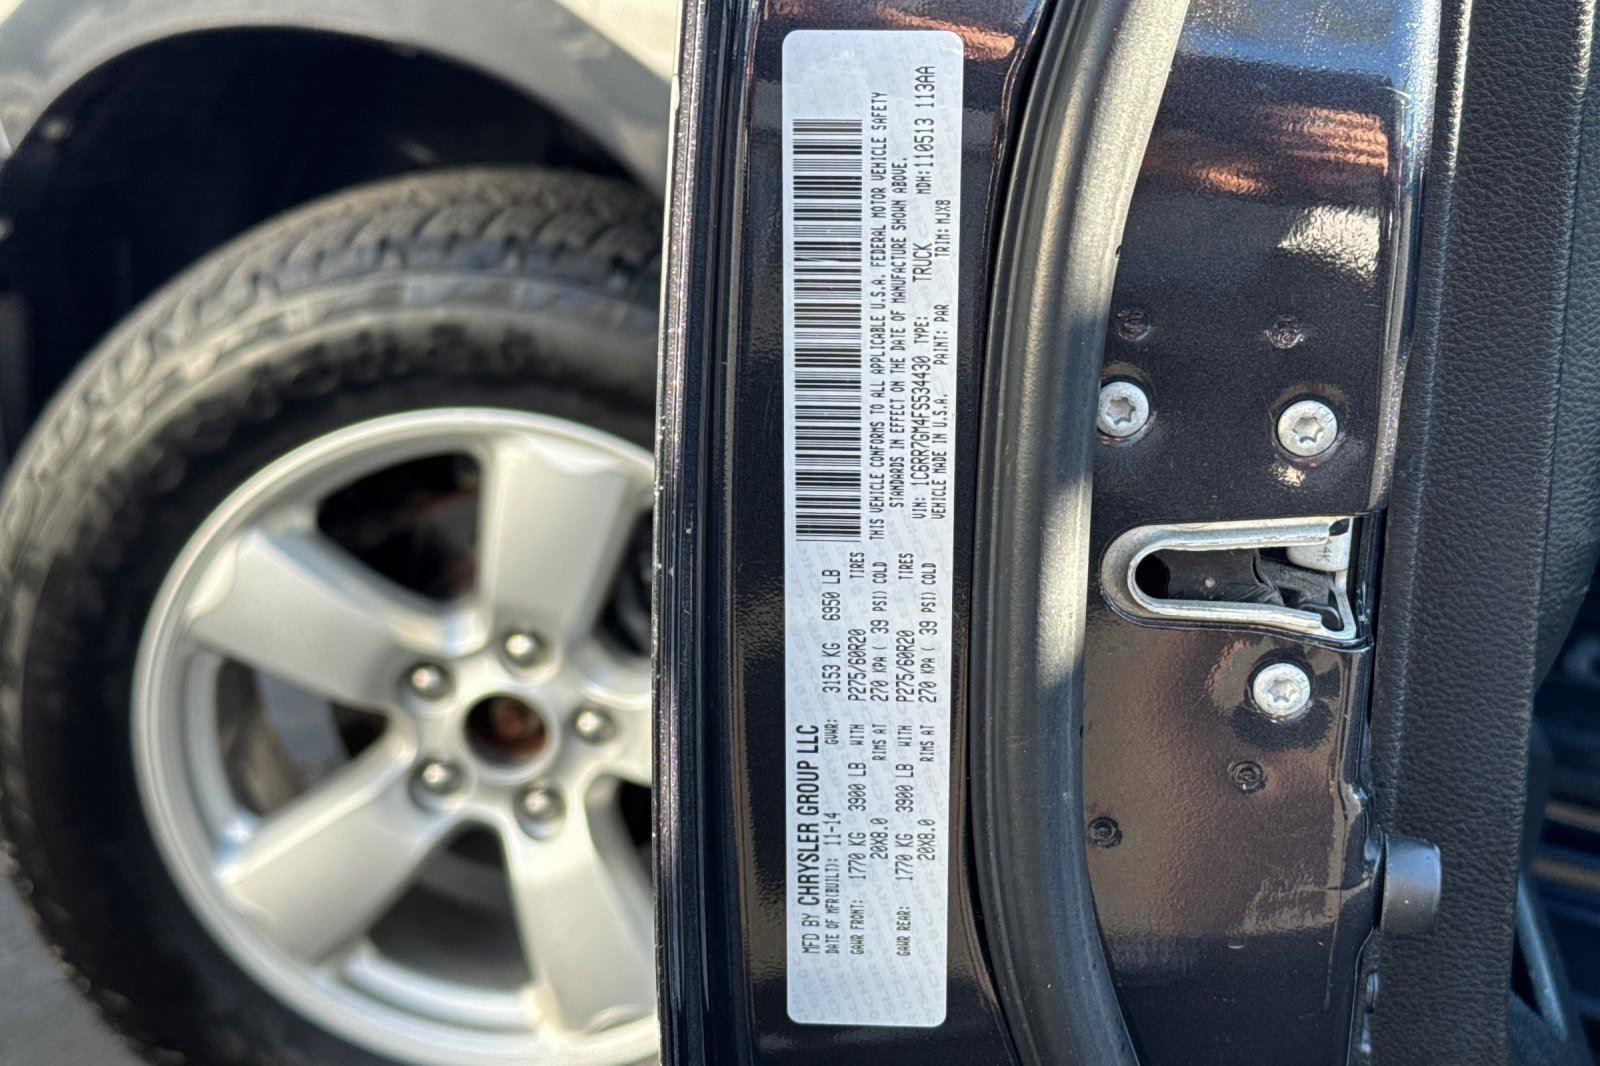 MFD BY CHRYSLER GROUP LLC
DATE OF MFR(BUILT): 11-14 GVWR: 3153 KG 6950 LB
GAWR FRONT: 1770 KG 3900 LB WITH P275/60R20 TIRES
20X8.0 RIMS AT 270 KPA( 39 PSI) COLD
GAWR REAR: 1770 KG 3900 LB WITH P275/60R20 TIRES
20X8.0 RIMS AT 270 KPA( 39 PSI) COLD
THIS VEHICLE CONFORMS TO ALL APPLICABLE U.S.A. FEDERAL MOTOR VEHICLE SAFETY
STANDARDS IN EFFECT ON THE DATE OF MANUFACTURE SHOWN ABOVE.
VIN: 1C6RR7GM4FS534430 TYPE: TRUCK MDH:110513 113AA
VEHICLE MADE IN U.S.A. PAINT: PAR TRIM: MJX8